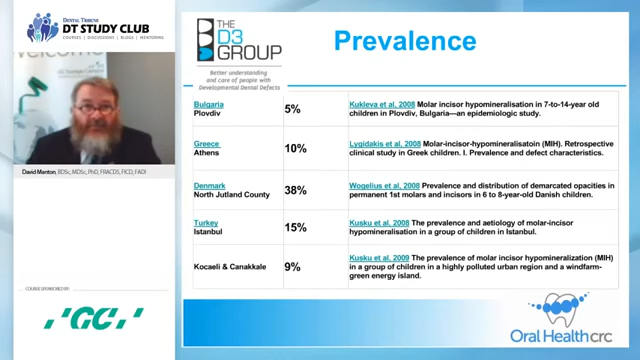 DENTAL TRIBUNE
DT STUDY CLUB
COURSES | DISCUSSIONS | BLOGS | MENTORING
THE
D3
GROUP
Better understanding
and care of people with
Developmental Dental Defects
Prevalence
David Manton, BDSc, MDSc, PhD, FRACDS, FICD, FADI
COURSE SPONSORED BY:
GC
Bulgaria
Plovdiv
5%
Kukleva et al, 2008 Molar incisor hypomineralisation in 7-to-14-year old
children in Plovdiv, Bulgaria—an epidemiologic study.
Greece
Athens
10%
Lygidakis et al, 2008 Molar-incisor-hypomineralisatoin (MIH). Retrospective
clinical study in Greek children. I. Prevalence and defect characteristics.
Denmark
North Jutland County
38%
Wogelius et al, 2008 Prevalence and distribution of demarcated opacities in
permanent 1st molars and incisors in 6 to 8-year-old Danish children.
Turkey
Istanbul
15%
Kusku et al, 2008 The prevalence and aetiology of molar-incisor
hypomineralisation in a group of children in Istanbul.
Kocaeli & Canakkale
9%
Kusku et al, 2009 The prevalence of molar incisor hypomineralization (MIH)
in a group of children in a highly polluted urban region and a windfarm-
green energy island.
Oral Health crc